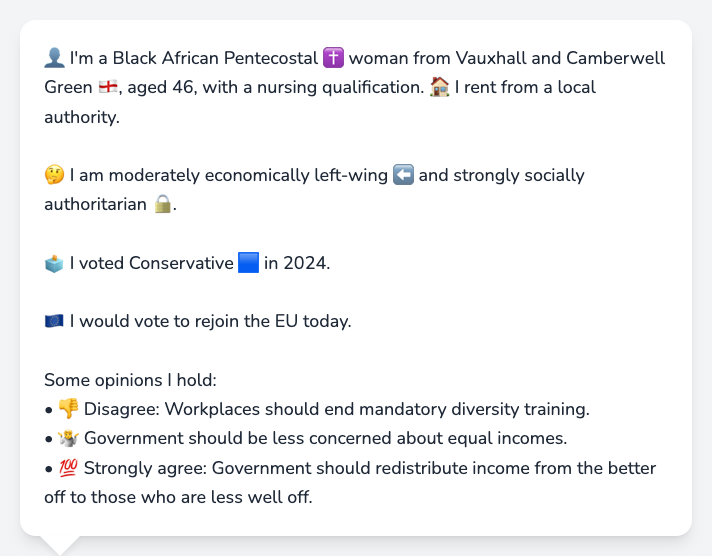 👤 I'm a Black African Pentecostal ✝️ woman from Vauxhall and Camberwell
Green 🏴󠁧󠁢󠁥󠁮󠁧󠁿, aged 46, with a nursing qualification. 🏠 I rent from a local
authority.
🤔 I am moderately economically left-wing ⬅️ and strongly socially
authoritarian 🔒.
🗳️ I voted Conservative 🟦 in 2024.
🇪🇺 I would vote to rejoin the EU today.
Some opinions I hold:
• 👎 Disagree: Workplaces should end mandatory diversity training.
• 🤷 Government should be less concerned about equal incomes.
• 💯 Strongly agree: Government should redistribute income from the better
off to those who are less well off.